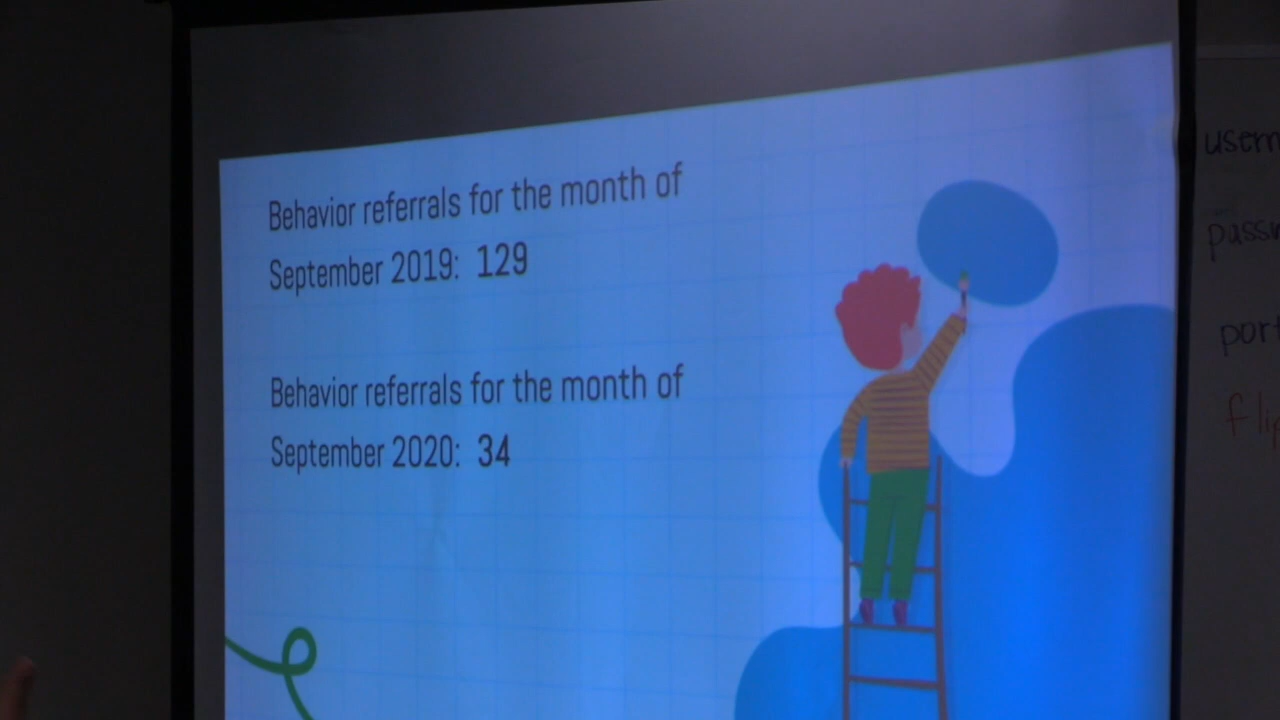 Behavior referrals for the month of
September 2019: 129
Behavior referrals for the month of
September 2020: 34